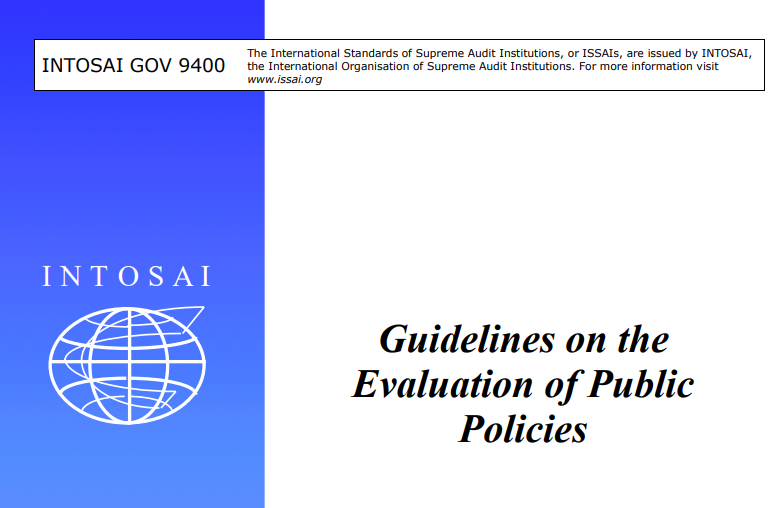 INTOSAI GOV 9400
The International Standards of Supreme Audit Institutions, or ISSAIs, are issued by INTOSAI,
the International Organisation of Supreme Audit Institutions. For more information visit
www.issai.org
INTOSAI
Guidelines on the
Evaluation of Public
Policies